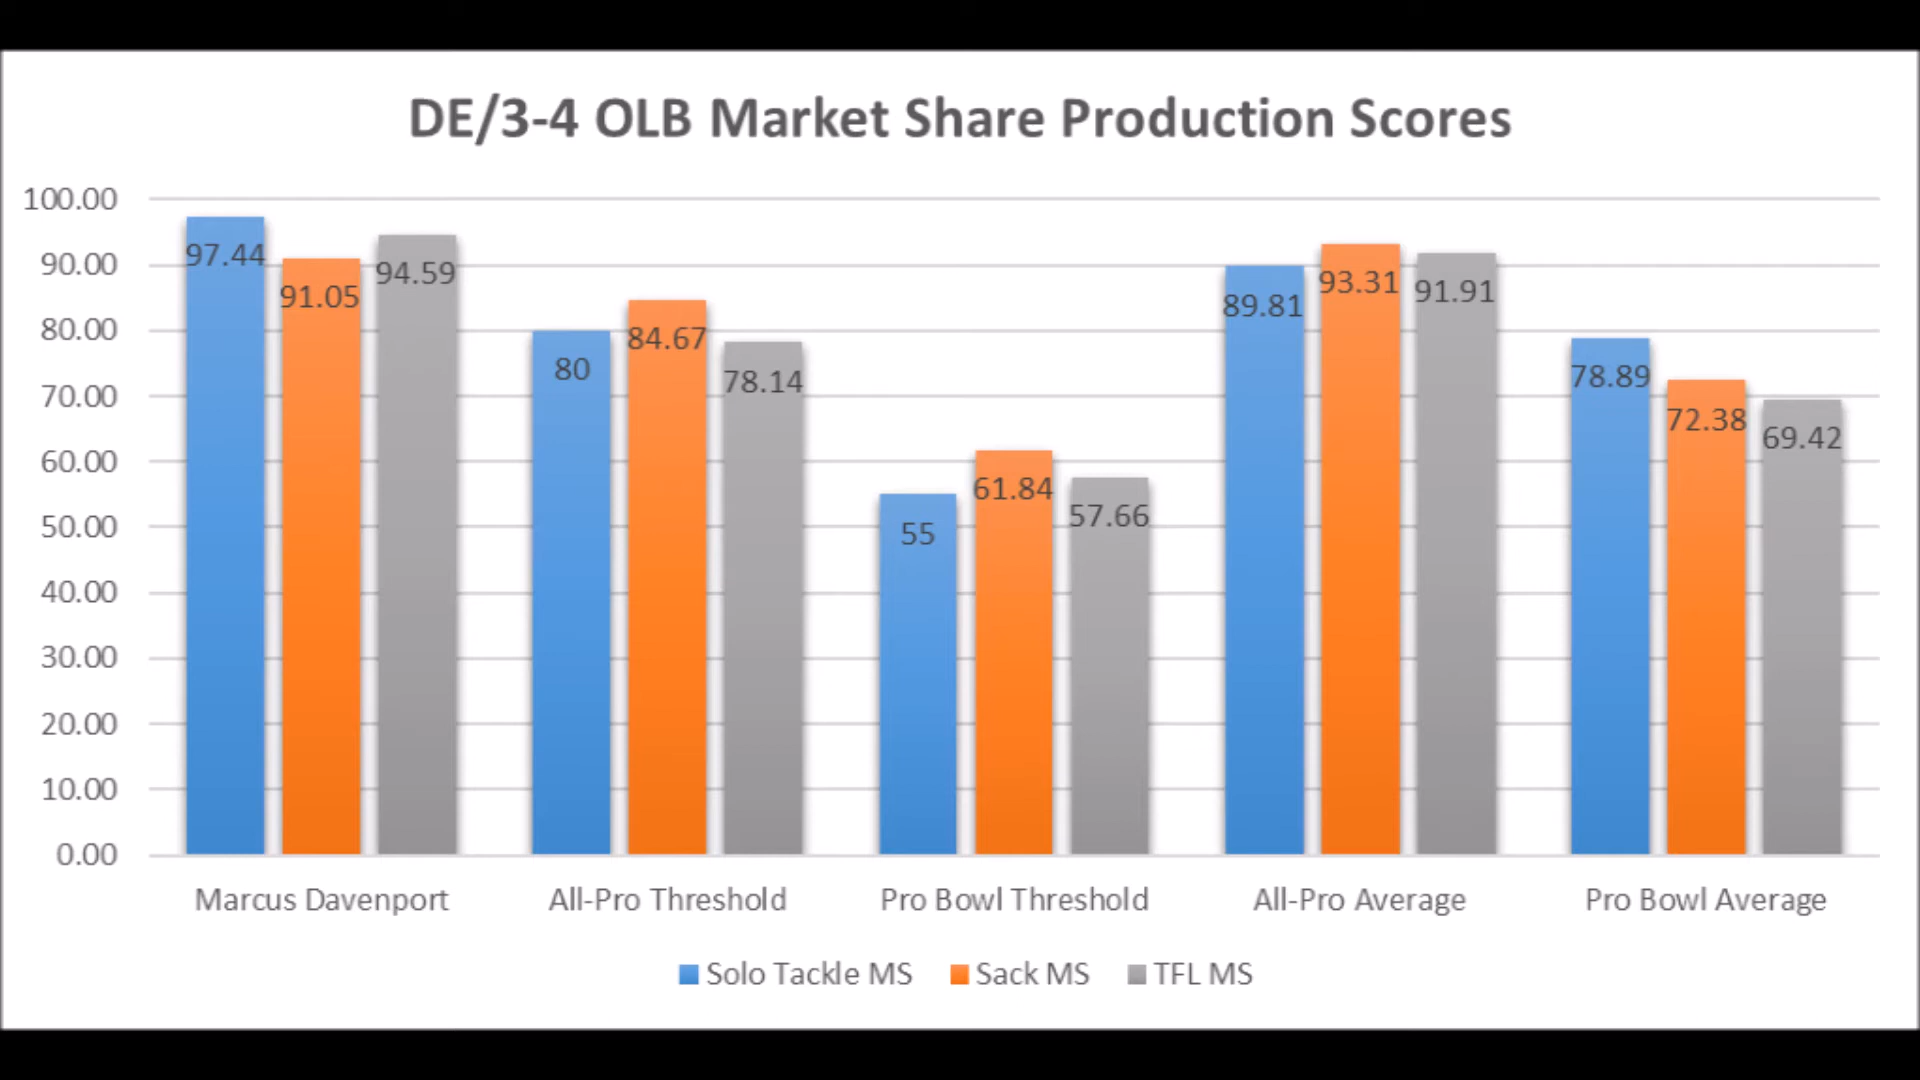 DE/3-4 OLB Market Share Production Scores
100.00
90.00
80.00
70.00
60.00
50.00
40.00
30.00
20.00
10.00
0.00
97.44
91.05
94.59
80
84.67
78.14
55
61.84
57.66
89.81
93.31
91.91
78.89
72.38
69.42
Marcus Davenport
All-Pro Threshold
Pro Bowl Threshold
All-Pro Average
Pro Bowl Average
Solo Tackle MS
Sack MS
TFL MS